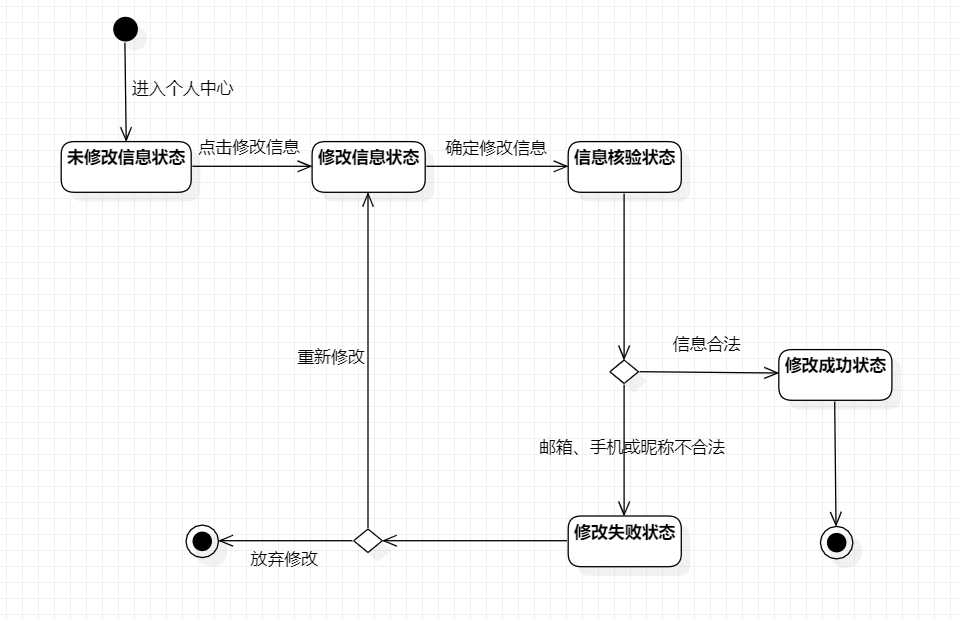 进入个人中心
未修改信息状态
点击修改信息
修改信息状态
确定修改信息
信息核验状态
重新修改
信息合法
修改成功状态
邮箱、手机或昵称不合法
修改失败状态
放弃修改